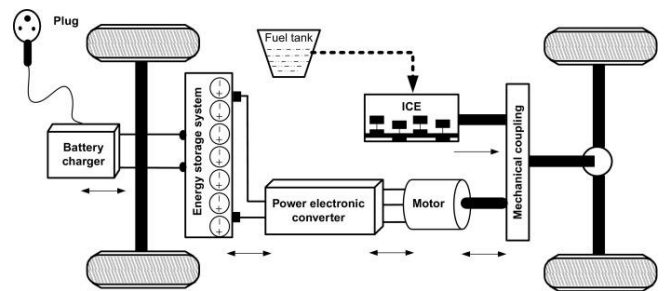 Plug
Fuel tank
ICE
Battery
charger
Energy storage system
Mechanical coupling
Power electronic
converter
Motor